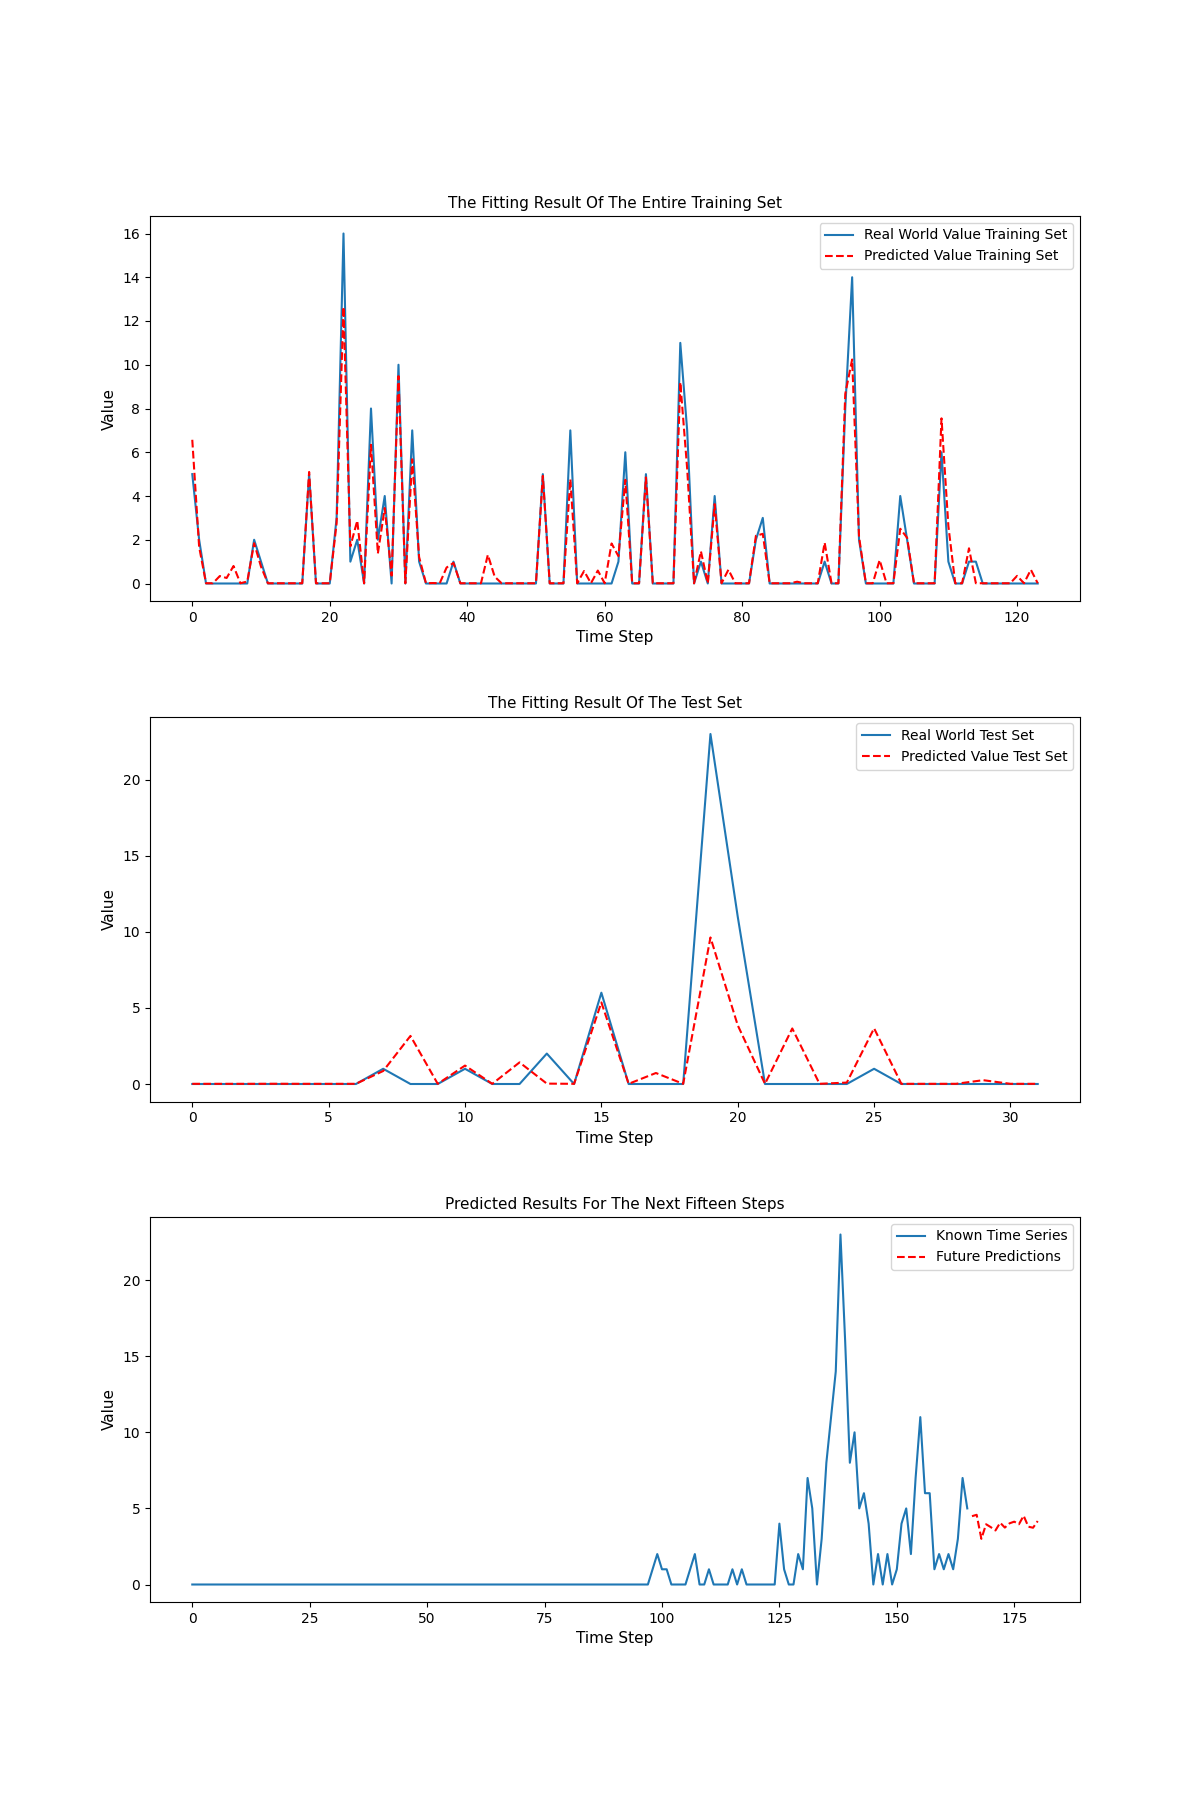 The Fitting Result Of The Entire Training Set
Real World Value Training Set
Predicted Value Training Set
Value
16
14
12
10
8
6
4
2
0
0 20 40 60 80 100 120
Time Step
The Fitting Result Of The Test Set
Real World Test Set
Predicted Value Test Set
Value
20
15
10
5
0
0 5 10 15 20 25 30
Time Step
Predicted Results For The Next Fifteen Steps
Known Time Series
Future Predictions
Value
20
15
10
5
0
0 25 50 75 100 125 150 175
Time Step